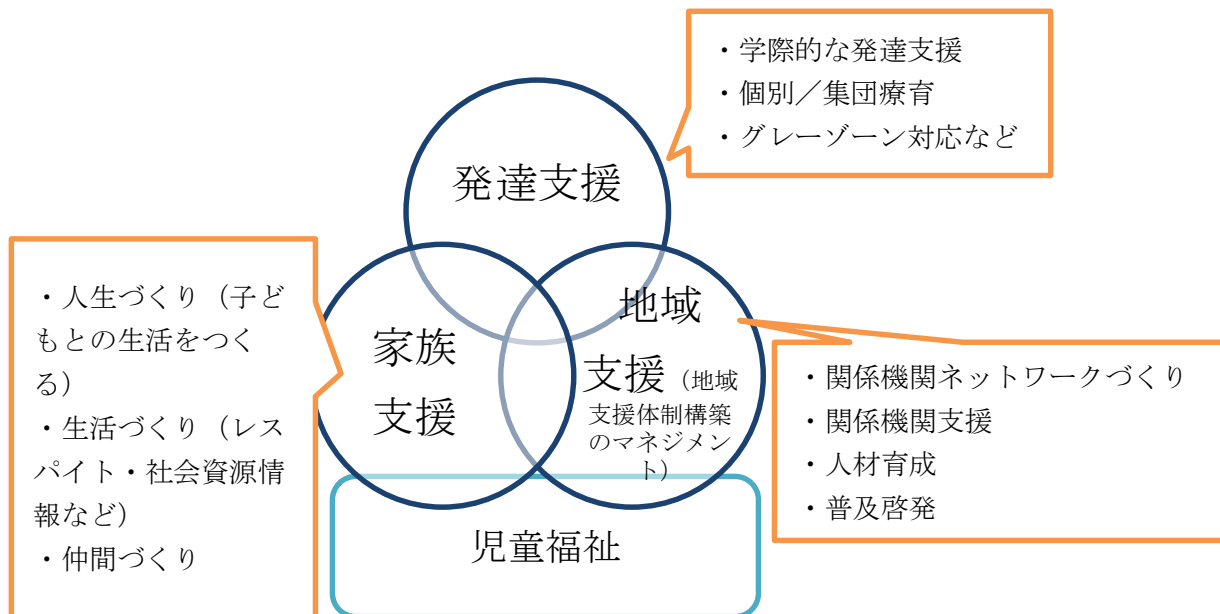 ・学際的な発達支援
・個別／集団療育
・グレーゾーン対応など
発達支援
・人生づくり（子ど
もとの生活をつく
る）
・生活づくり（レス
パイト・社会資源情
報など）
・仲間づくり
家族
支援
地域
支援（地域
支援体制構築
のマネジメン
ト）
・関係機関ネットワークづくり
・関係機関支援
・人材育成
・普及啓発
児童福祉